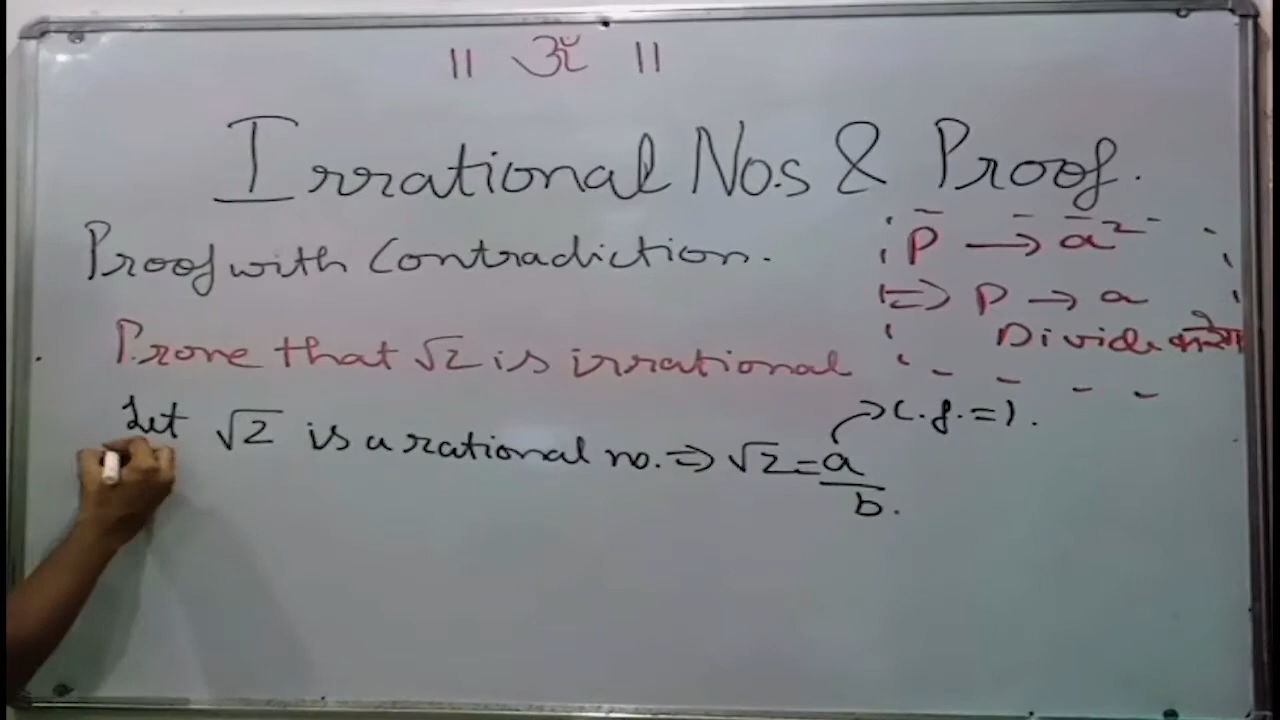 ॥ ॐ ॥
Irrational No.s & Proof.
Proof with Contradiction.
P → a²
⇒ P → a
Divide करेगा
Prove that √2 is irrational
Let √2 is a rational no. ⇒ √2 = a/b. → C.f. = 1.